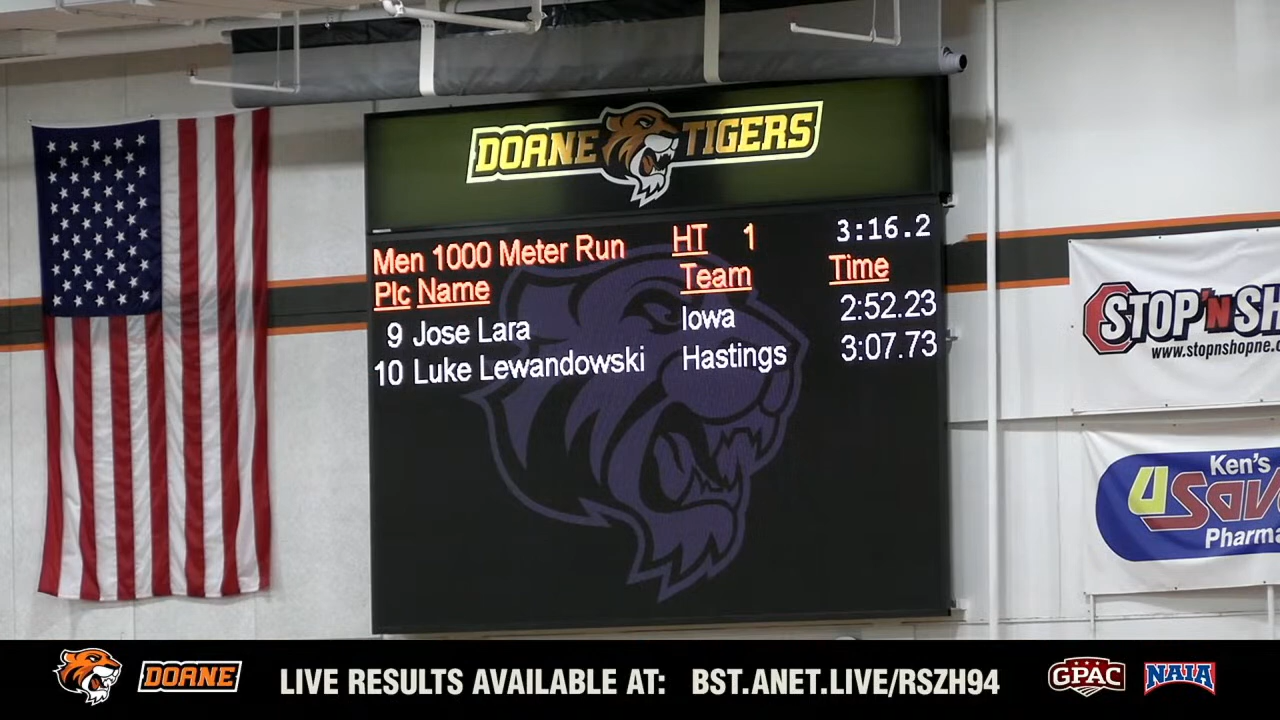 DOANE TIGERS
Men 1000 Meter Run HT 1 3:16.2
Plc Name Team Time
9 Jose Lara Iowa 2:52.23
10 Luke Lewandowski Hastings 3:07.73
STOP'N SH
www.stopnshopne.c
Ken's
USav
Pharma
DOANE LIVE RESULTS AVAILABLE AT: BST.ANET.LIVE/RSZH94 GPAC NAIA